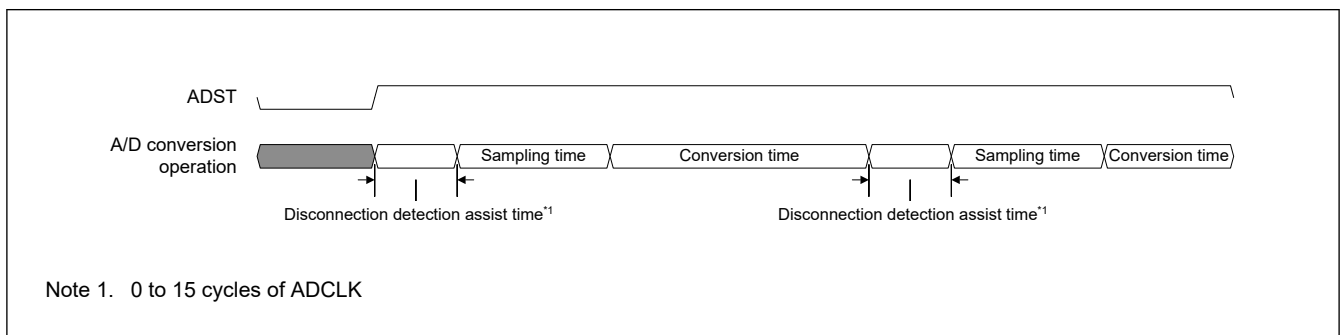 ADST
A/D conversion
operation
Sampling time
Conversion time
Sampling time
Conversion time
Disconnection detection assist time*1
Disconnection detection assist time*1
Note 1. 0 to 15 cycles of ADCLK